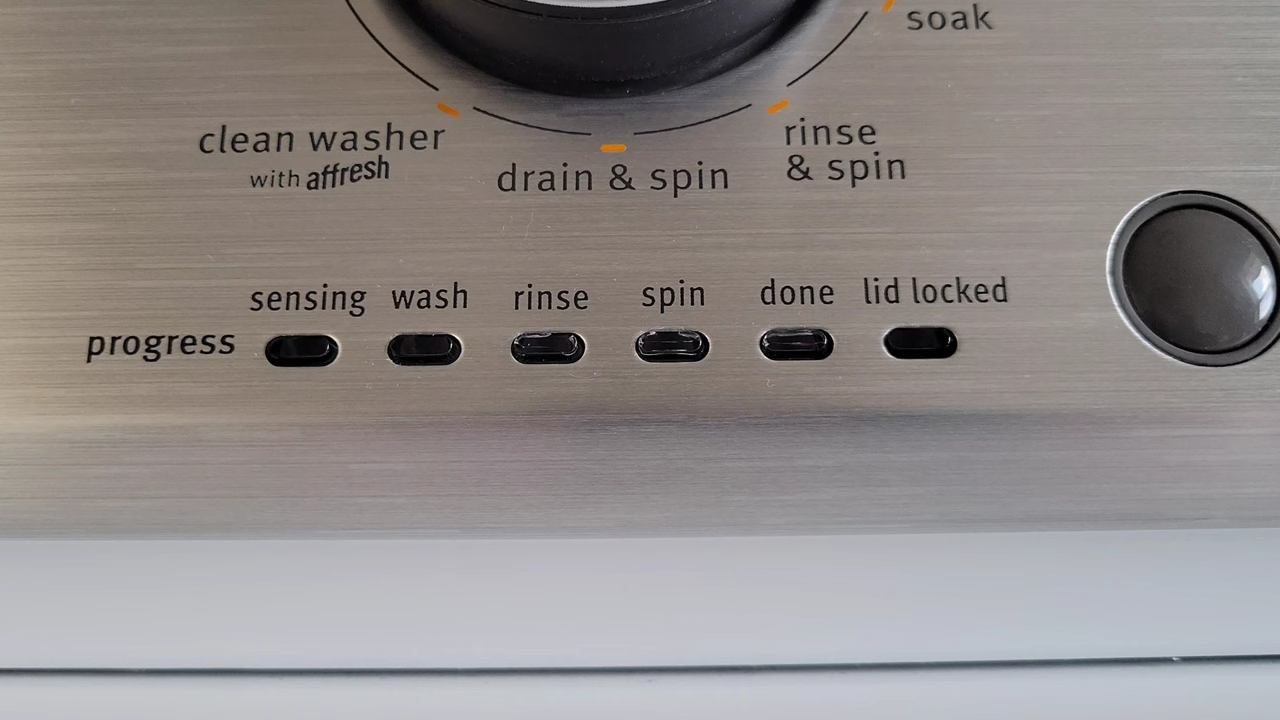 soak
clean washer
with affresh
drain & spin
rinse
& spin
sensing wash rinse spin done lid locked
progress